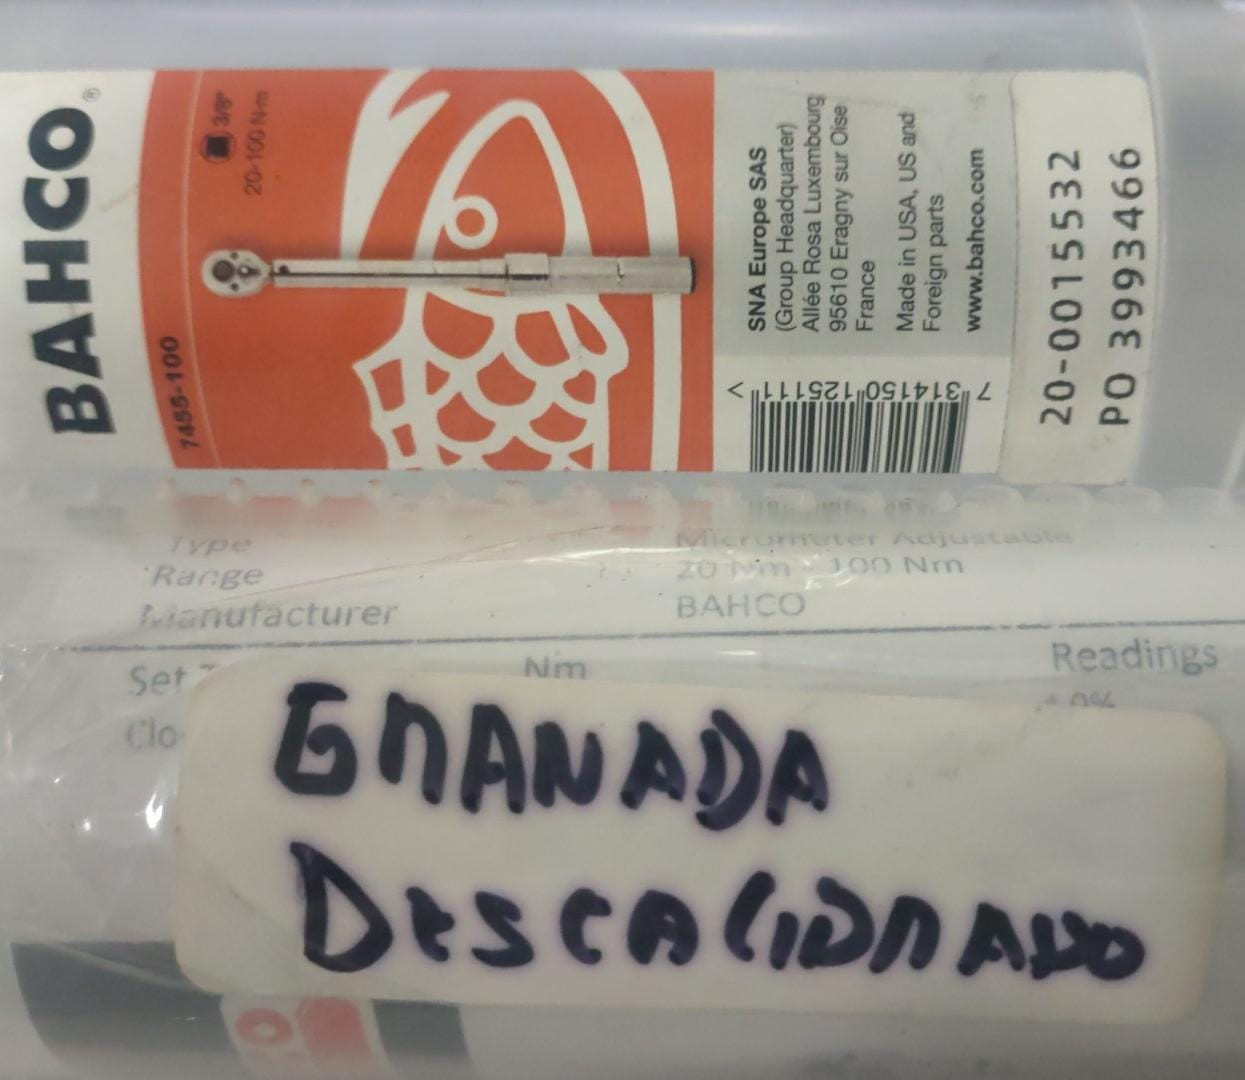 BAHCO®
3/8"
20-100 N·m
7455-100
SNA Europe SAS
(Group Headquarter)
Allée Rosa Luxembourg
95610 Eragny sur Oise
France
Made in USA, US and
Foreign parts
www.bahco.com
7 314150 125111 >
20-0015532
PO 3993466
Type Micrometer Adjustable
Range 20 Nm - 100 Nm
Manufacturer BAHCO
Set Nm Readings
GRANADA
DESCALIBRADO